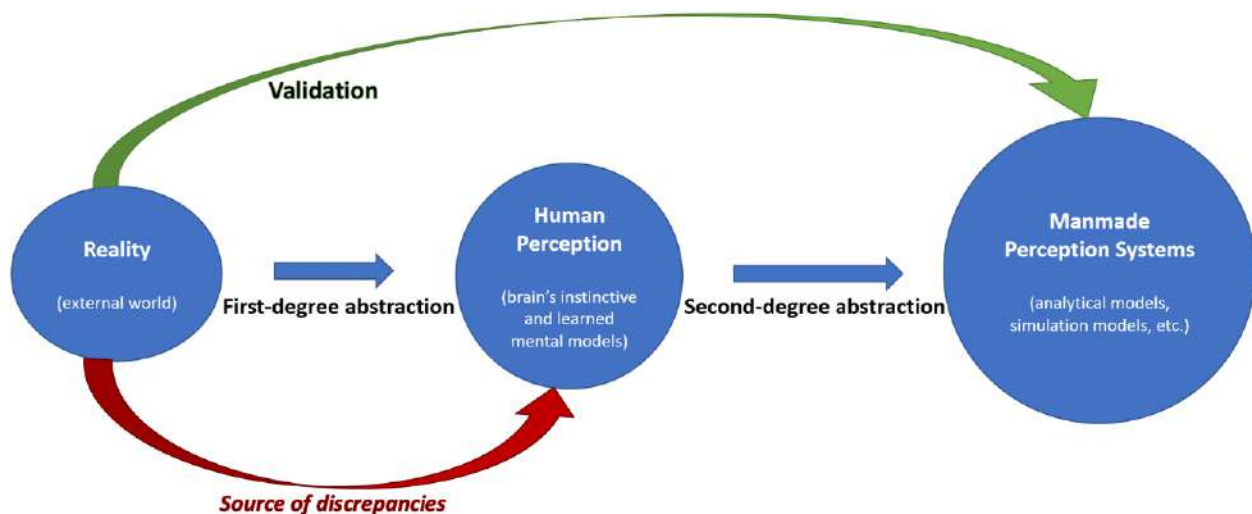 Validation
Reality
(external world)
First-degree abstraction
Human
Perception
(brain's instinctive
and learned
mental models)
Second-degree abstraction
Manmade
Perception Systems
(analytical models,
simulation models, etc.)
Source of discrepancies